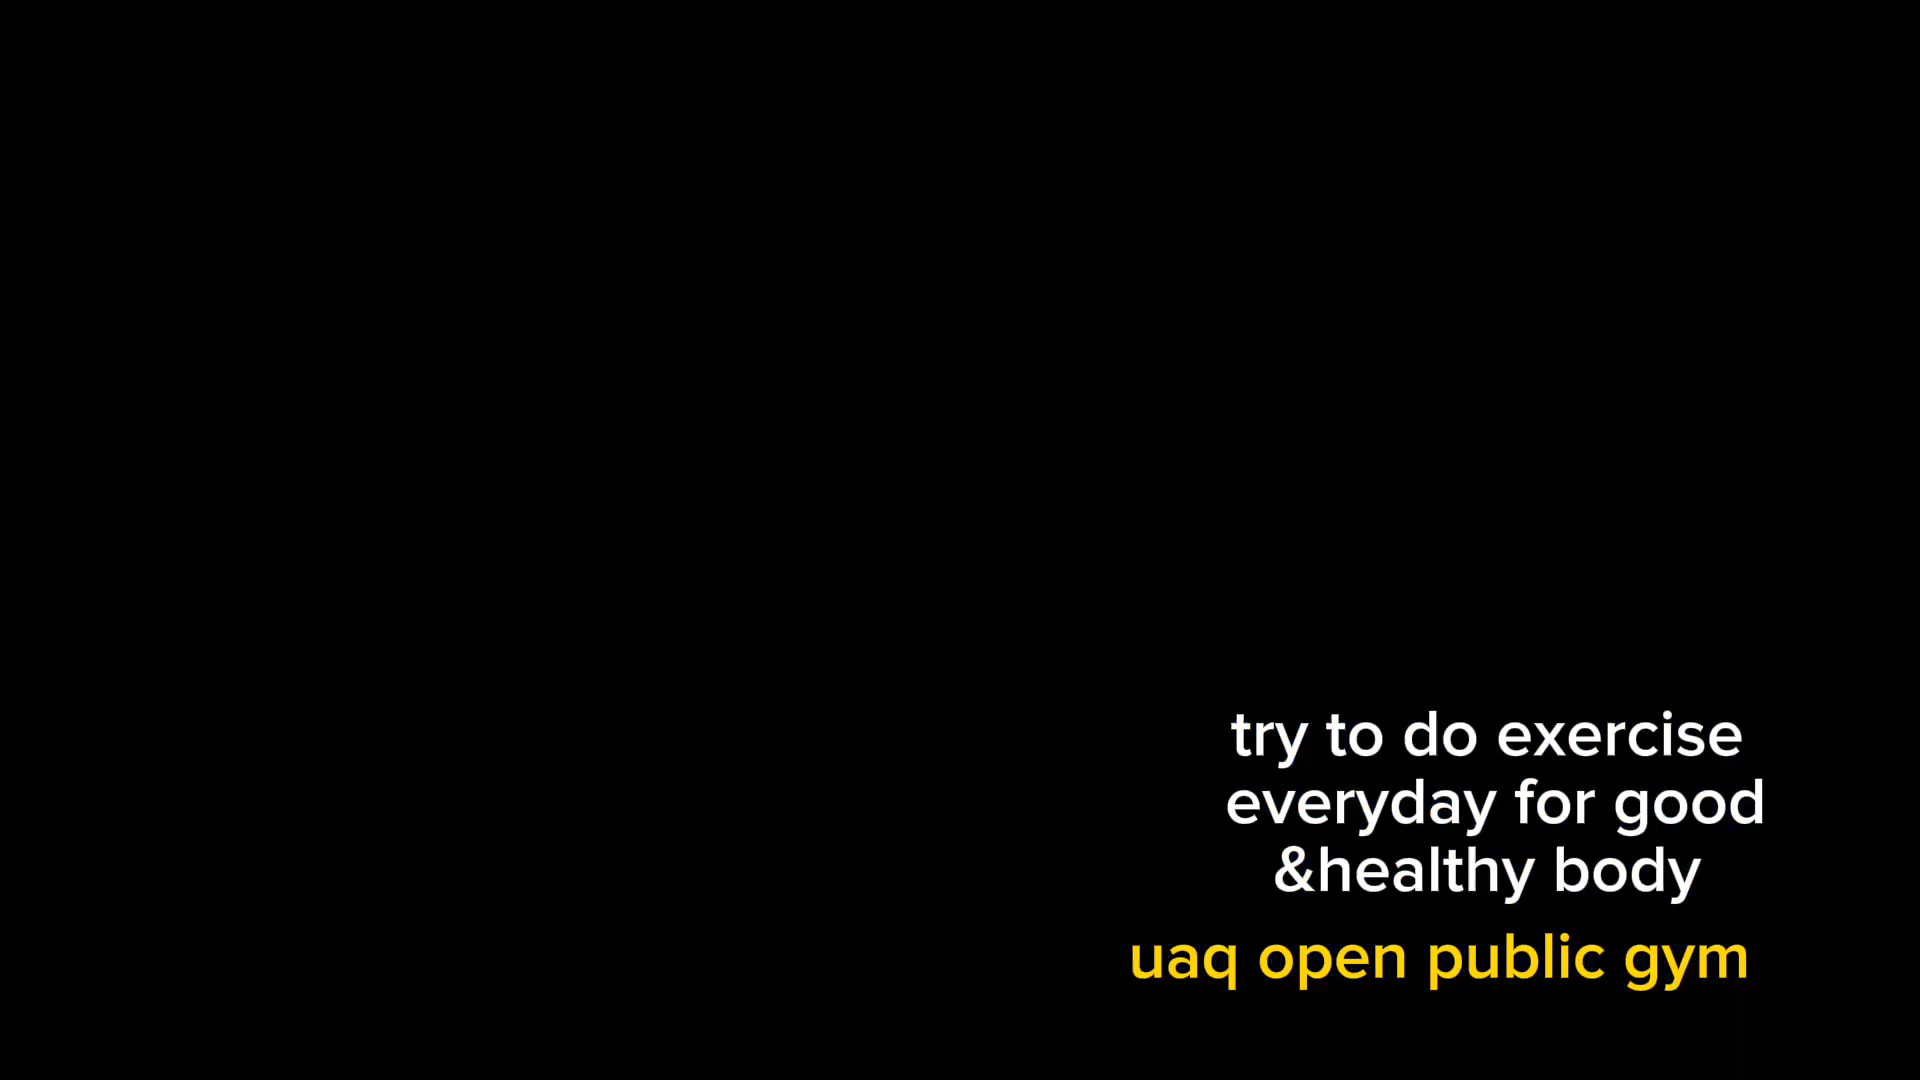 try to do exercise
everyday for good
&healthy body
uaq open public gym